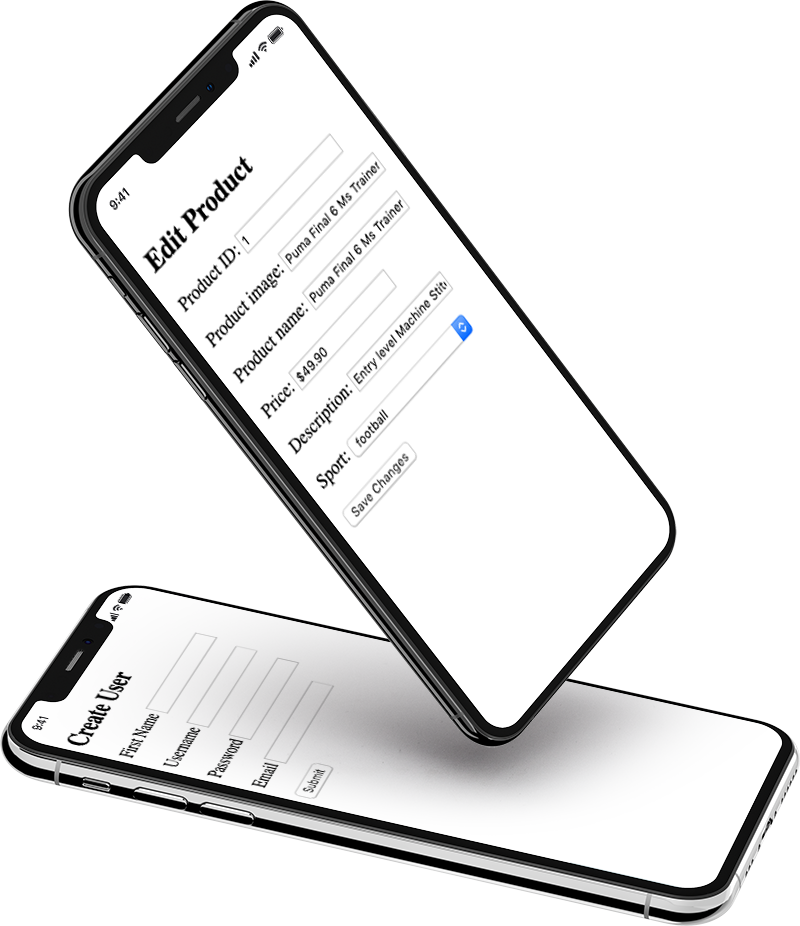 9:41
Edit Product
Product ID: 1
Product image: Puma Final 6 Ms Trainer
Product name: Puma Final 6 Ms Trainer
Price: $49.90
Description: Entry level Machine Stit
Sport: football
Save Changes
9:41
Create User
First Name
Username
Password
Email
Submit